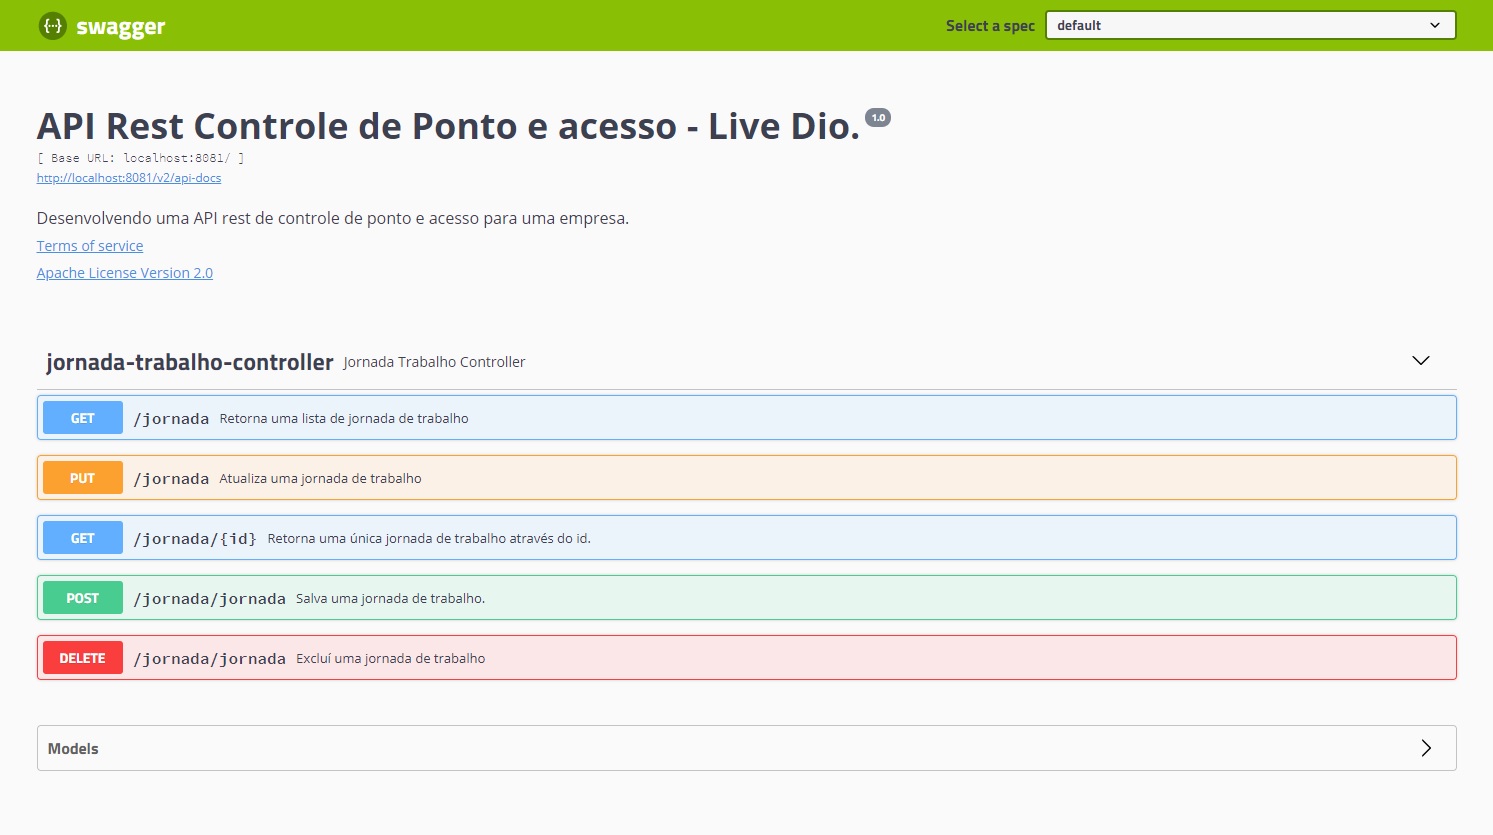 {···} swagger
Select a spec default
API Rest Controle de Ponto e acesso - Live Dio. 1.0
[ Base URL: localhost:8081/ ]
http://localhost:8081/v2/api-docs
Desenvolvendo uma API rest de controle de ponto e acesso para uma empresa.
Terms of service
Apache License Version 2.0
jornada-trabalho-controller Jornada Trabalho Controller
GET /jornada Retorna uma lista de jornada de trabalho
PUT /jornada Atualiza uma jornada de trabalho
GET /jornada/{id} Retorna uma única jornada de trabalho através do id.
POST /jornada/jornada Salva uma jornada de trabalho.
DELETE /jornada/jornada Excluí uma jornada de trabalho
Models